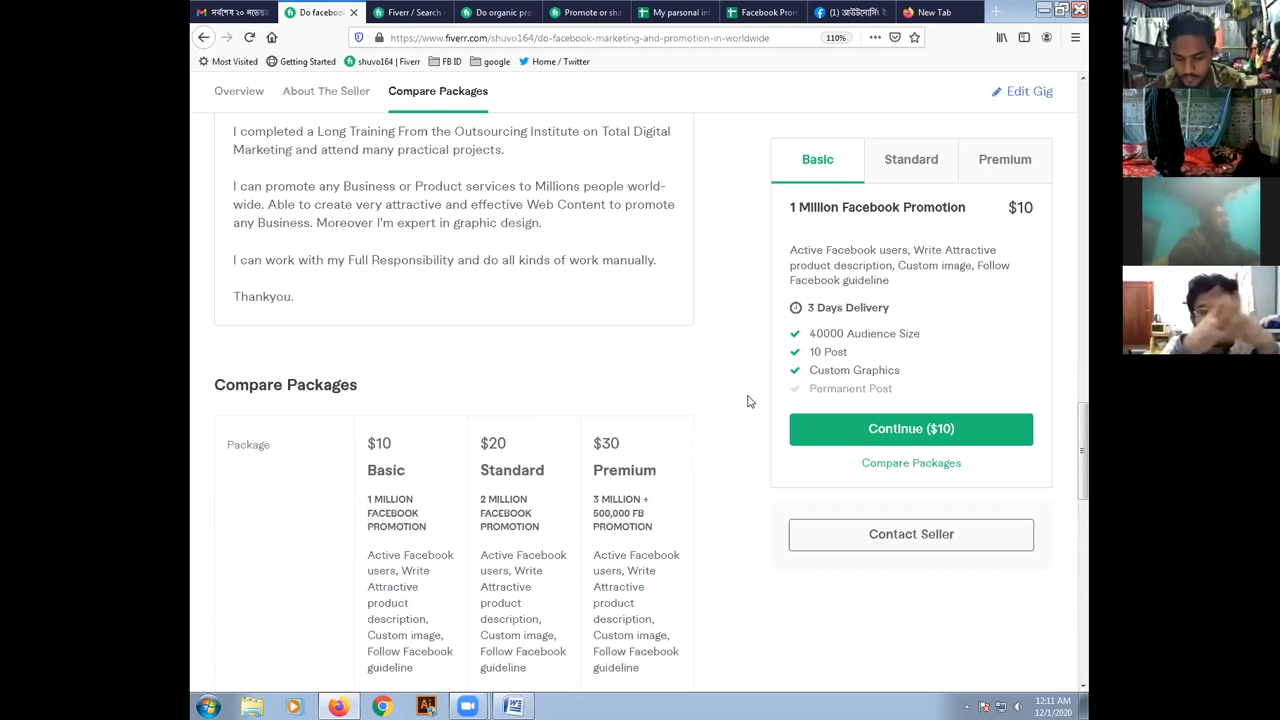 সর্বশেষ ২০ নভেম্বর
Do facebook
Fiverr / Search r
Do organic pro
Promote or sha
My parsonal inf
Facebook Prom
(1) আউটসোর্সিং ই
New Tab
https://www.fiverr.com/shuvo164/do-facebook-marketing-and-promotion-in-worldwide
110%
Most Visited
Getting Started
shuvo164 | Fiverr
FB ID
google
Home / Twitter
Overview
About The Seller
Compare Packages
Edit Gig
I completed a Long Training From the Outsourcing Institute on Total Digital
Marketing and attend many practical projects.
I can promote any Business or Product services to Millions people world-
wide. Able to create very attractive and effective Web Content to promote
any Business. Moreover I'm expert in graphic design.
I can work with my Full Responsibility and do all kinds of work manually.
Thankyou.
Basic
Standard
Premium
1 Million Facebook Promotion
$10
Active Facebook users, Write Attractive
product description, Custom image, Follow
Facebook guideline
3 Days Delivery
40000 Audience Size
10 Post
Custom Graphics
Permanent Post
Continue ($10)
Compare Packages
Contact Seller
Compare Packages
Package
$10
Basic
1 MILLION
FACEBOOK
PROMOTION
Active Facebook
users, Write
Attractive
product
description,
Custom image,
Follow Facebook
guideline
$20
Standard
2 MILLION
FACEBOOK
PROMOTION
Active Facebook
users, Write
Attractive
product
description,
Custom image,
Follow Facebook
guideline
$30
Premium
3 MILLION +
500,000 FB
PROMOTION
Active Facebook
users, Write
Attractive
product
description,
Custom image,
Follow Facebook
guideline
12:11 AM
12/1/2020